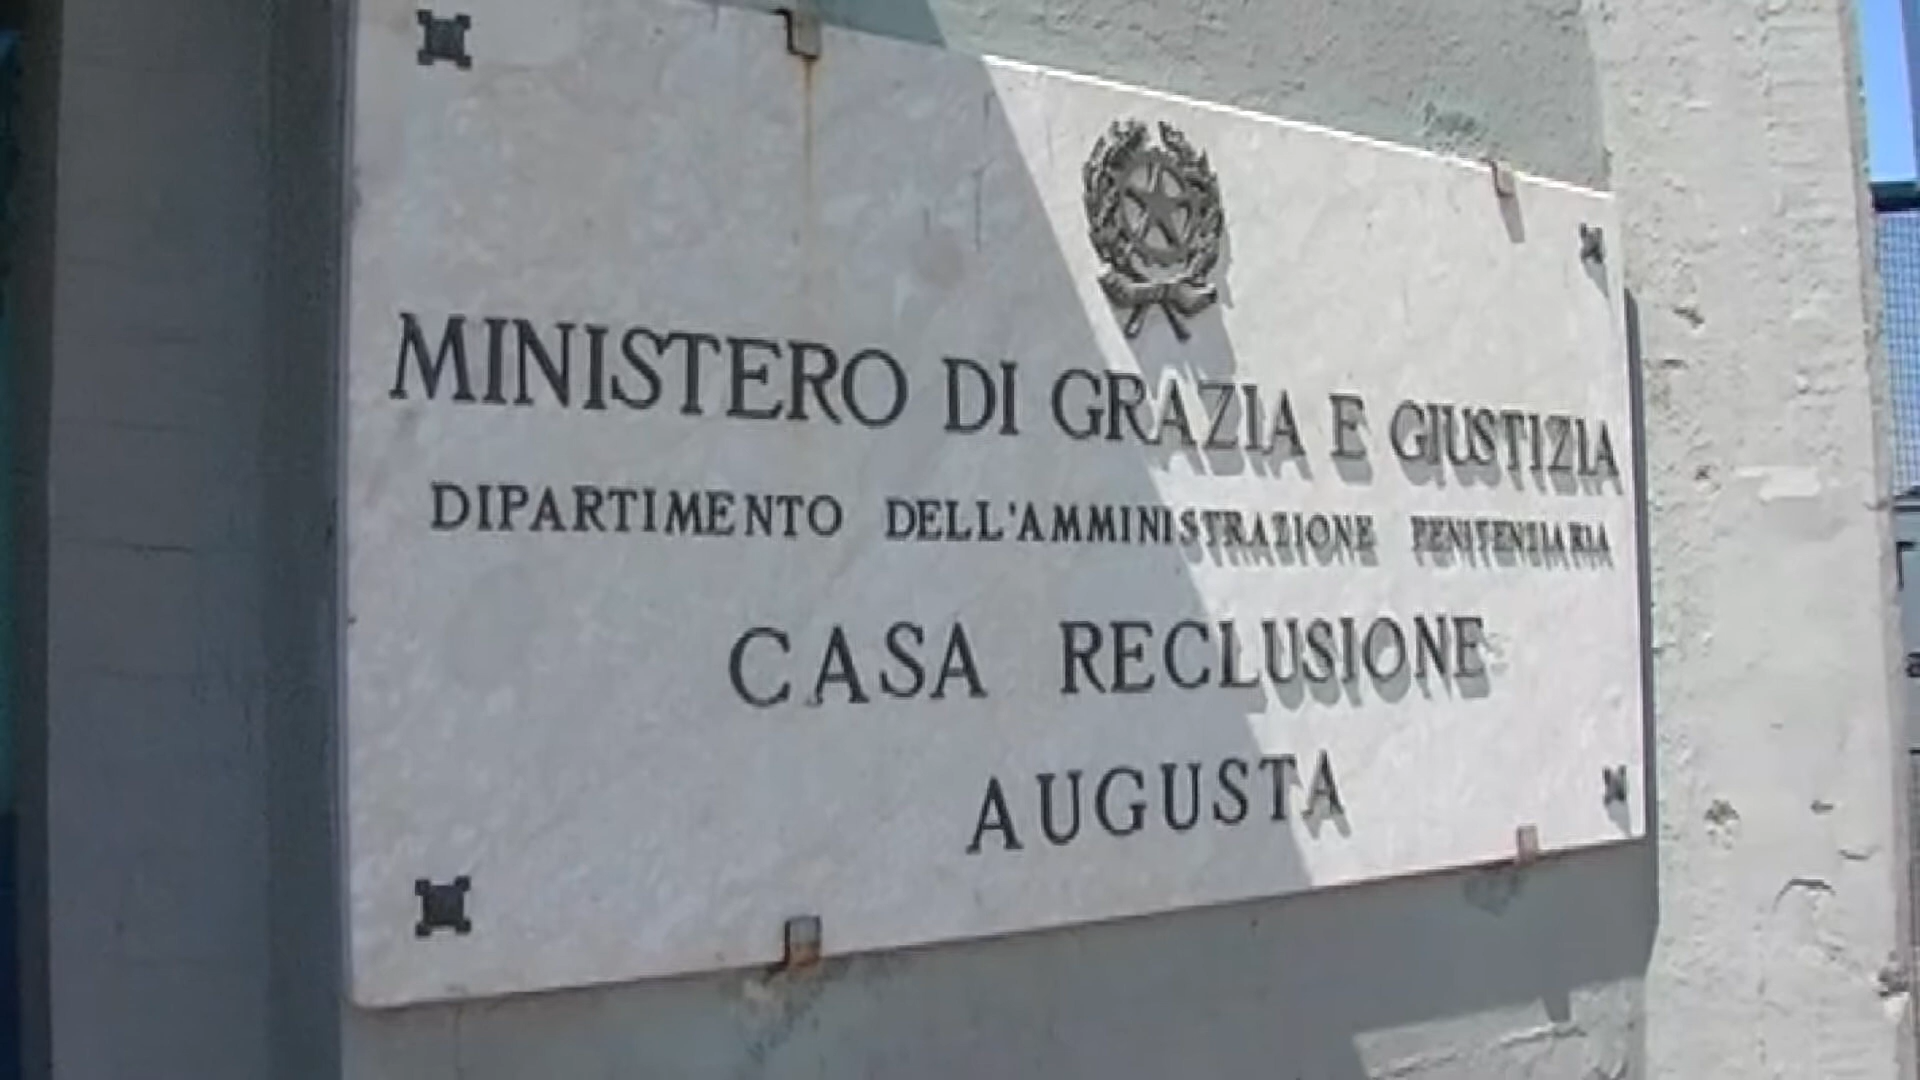 MINISTERO DI GRAZIA E GIUSTIZIA
DIPARTIMENTO DELL'AMMINISTRAZIONE PENITENZIARIA
CASA RECLUSIONE
AUGUSTA